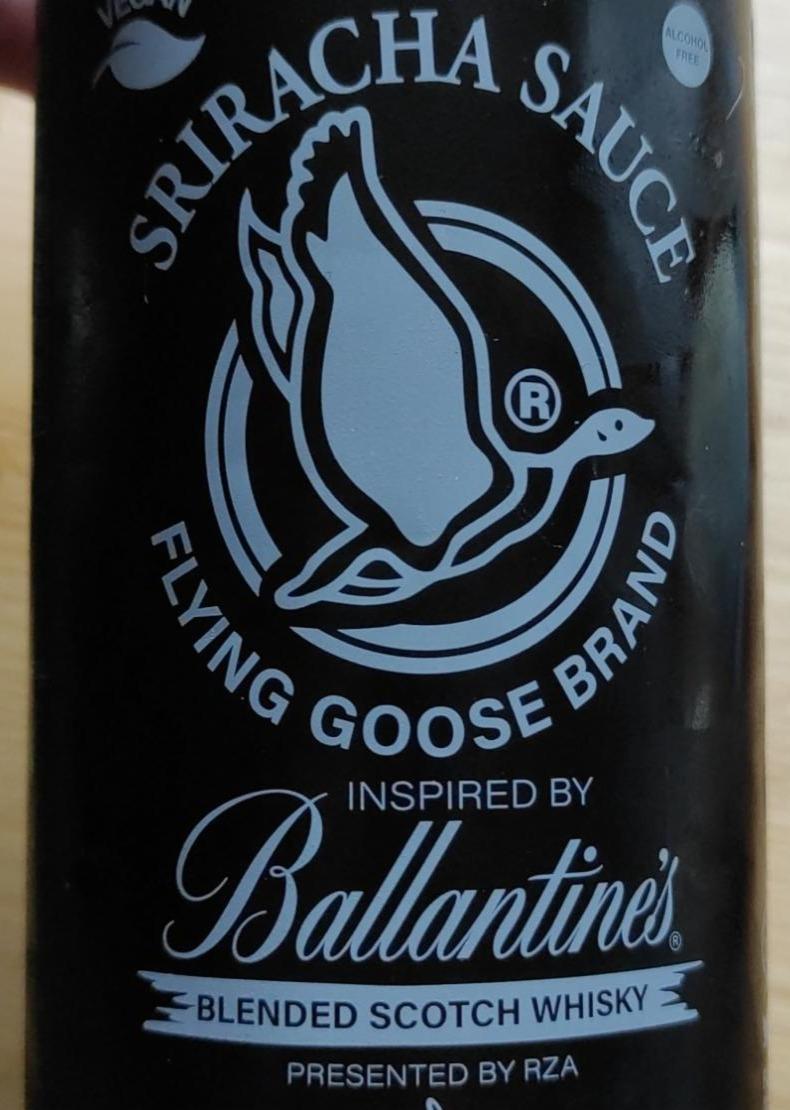 VEGAN
ALCOHOL
FREE
SRIRACHA SAUCE
®
FLYING GOOSE BRAND
INSPIRED BY
Ballantine's®
BLENDED SCOTCH WHISKY
PRESENTED BY RZA